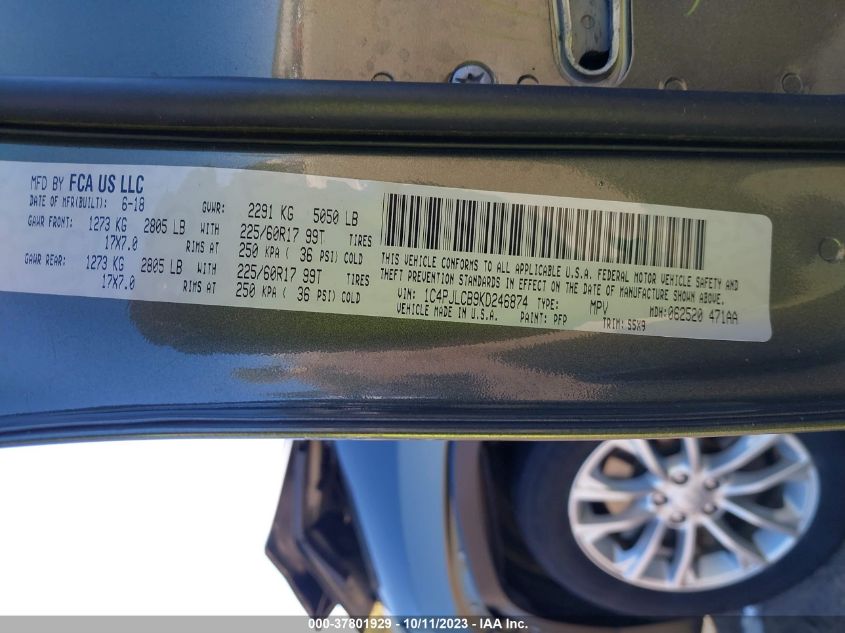 MFD BY FCA US LLC
DATE OF MFR(BUILT): 6-18 GVWR: 2291 KG 5050 LB
GAWR FRONT: 1273 KG 2805 LB WITH 225/60R17 99T TIRES
17X7.0 RIMS AT 250 KPA ( 36 PSI) COLD
GAWR REAR: 1273 KG 2805 LB WITH 225/60R17 99T TIRES
17X7.0 RIMS AT 250 KPA ( 36 PSI) COLD
THIS VEHICLE CONFORMS TO ALL APPLICABLE U.S.A. FEDERAL MOTOR VEHICLE SAFETY AND
THEFT PREVENTION STANDARDS IN EFFECT ON THE DATE OF MANUFACTURE SHOWN ABOVE.
VIN: 1C4PJLCB9KD246874 TYPE: MPV MDH: 062520 471AA
VEHICLE MADE IN U.S.A. PAINT: PFP TRIM: S5X9
000-37801929 - 10/11/2023 - © IAA Inc.